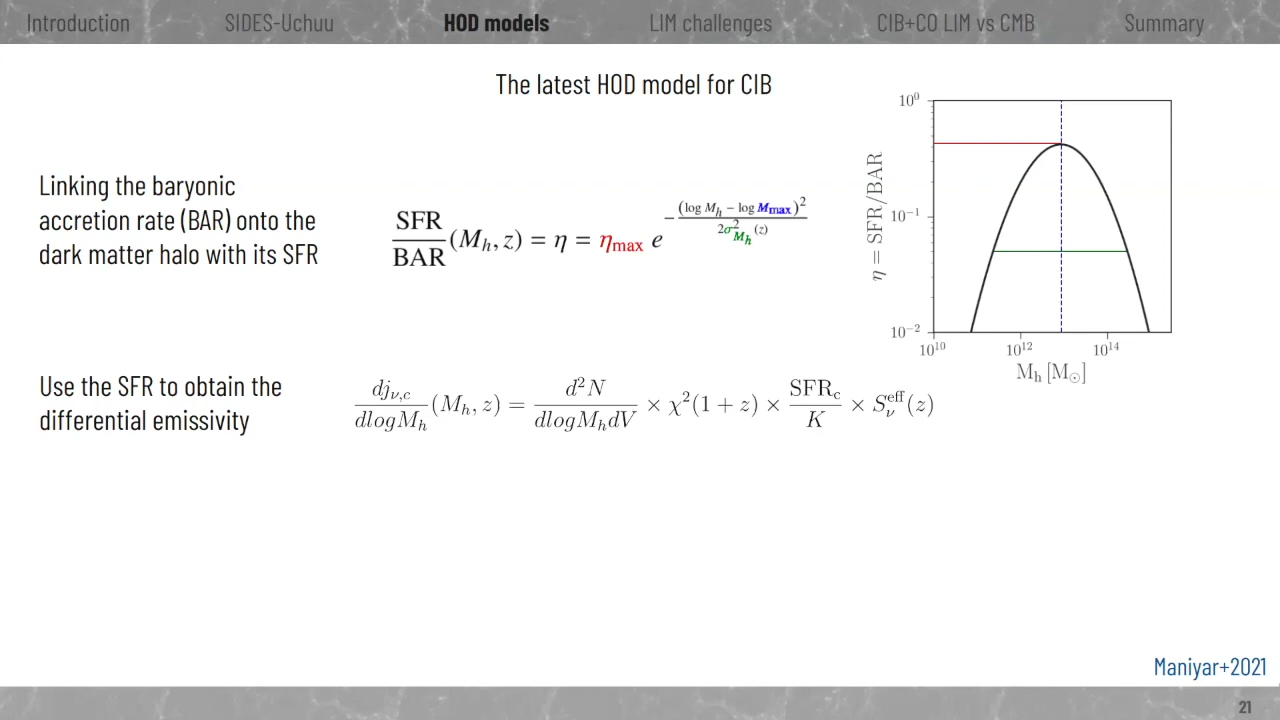 Introduction SIDES-Uchuu HOD models LIM challenges CIB+CO LIM vs CMB Summary
The latest HOD model for CIB
Linking the baryonic
accretion rate (BAR) onto the
dark matter halo with its SFR
SFR/BAR (M_h, z) = η = η_max e^{-(log M_h − log M_max)^2 / 2σ^2_{M_h}(z)}
η = SFR/BAR
10^0
10^-1
10^-2
10^10 10^12 10^14
M_h [M_⊙]
Use the SFR to obtain the
differential emissivity
dj_{ν,c}/dlogM_h (M_h, z) = d^2N/dlogM_hdV × χ^2(1 + z) × SFR_c/K × S_ν^eff(z)
Maniyar+2021
21